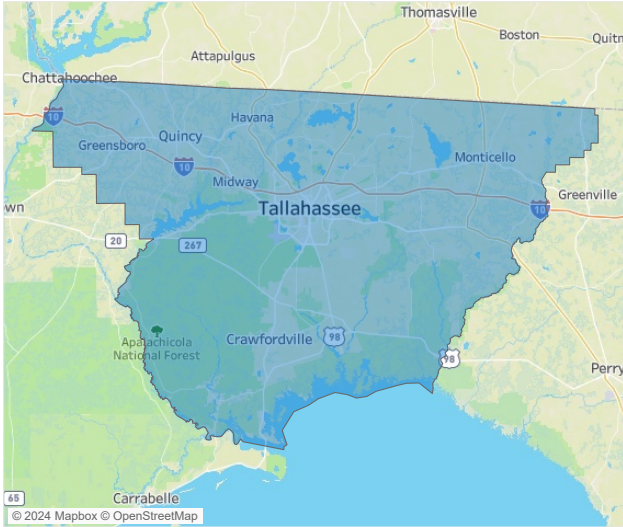 Thomasville
Boston
Quitm
Attapulgus
Chattahoochee
10
Havana
Quincy
Greensboro
10
Monticello
Midway
Greenville
Tallahassee
10
own
20
267
98
Crawfordville
Apalachicola
National Forest
98
Perry
65
Carrabelle
© 2024 Mapbox © OpenStreetMap